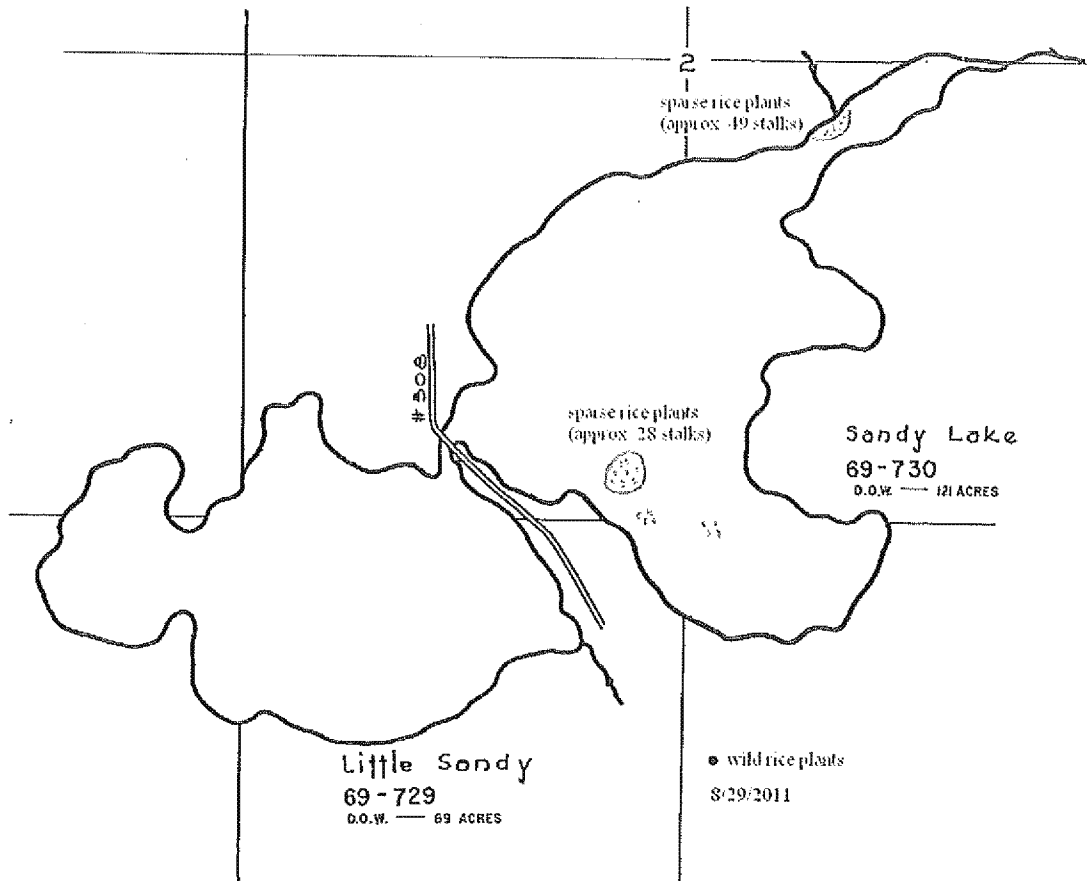 2
sparse rice plants
(approx 49 stalks)
#308
sparse rice plants
(approx 28 stalks)
Sandy Lake
69-730
D.O.W. → 121 ACRES
Little Sandy
69-729
D.O.W. — 69 ACRES
wild rice plants
8/29/2011